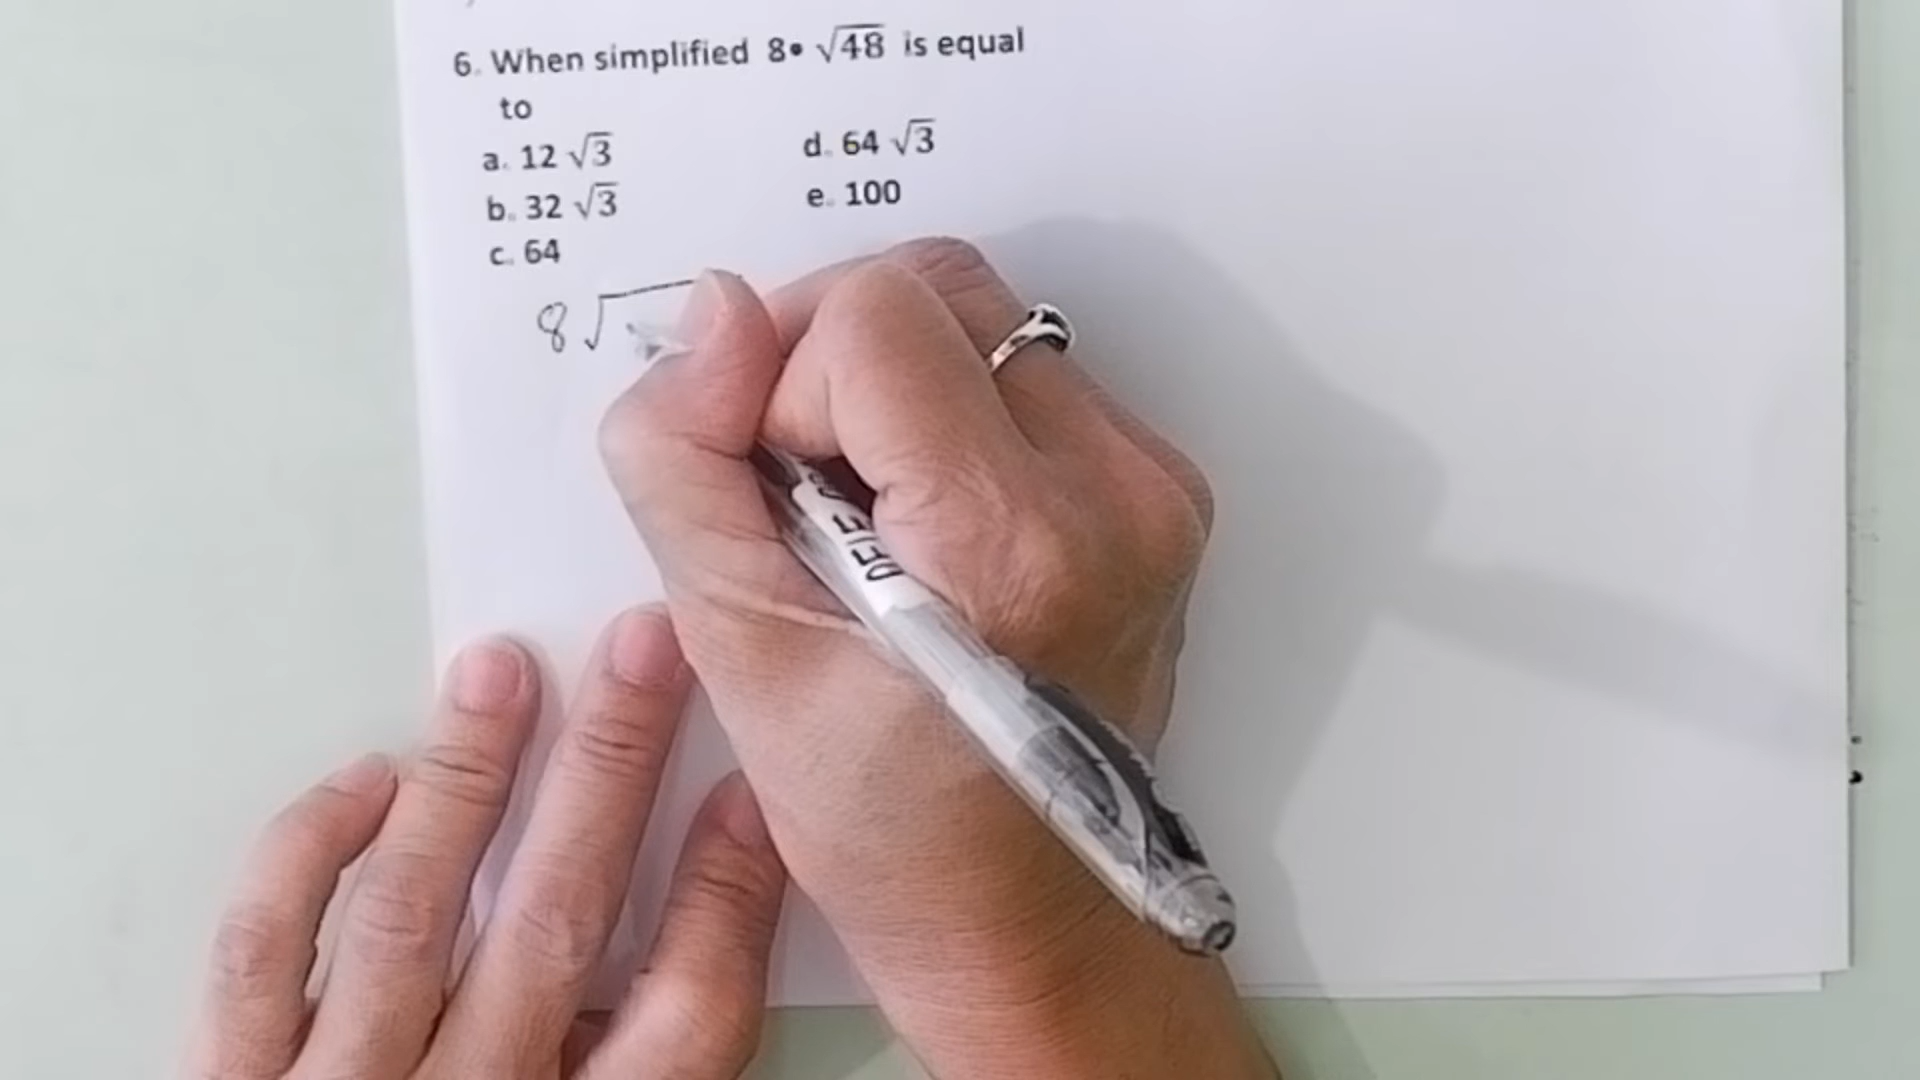 6. When simplified 8• √48 is equal
to
a. 12 √3
d. 64 √3
b. 32 √3
e. 100
c. 64
8√